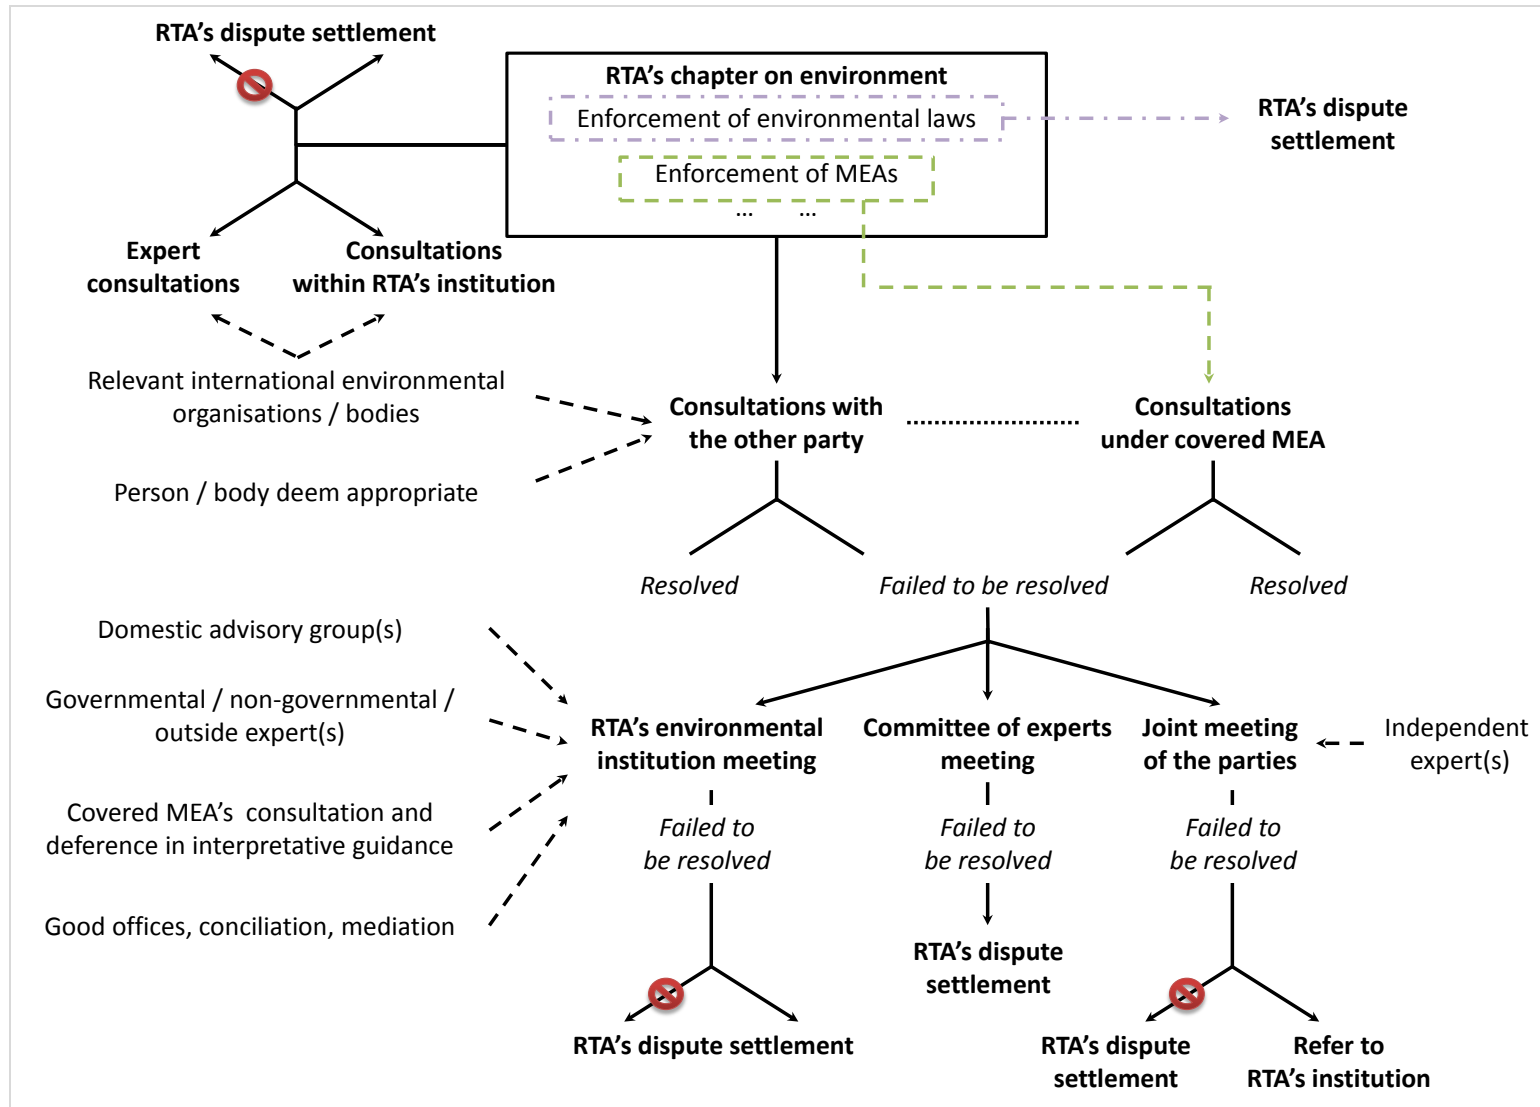 RTA's dispute settlement
RTA's chapter on environment
Enforcement of environmental laws
Enforcement of MEAs
... ...
RTA's dispute
settlement
Expert
consultations
Consultations
within RTA's institution
Relevant international environmental
organisations / bodies
Person / body deem appropriate
Consultations with
the other party
Consultations
under covered MEA
Resolved
Failed to be resolved
Resolved
Domestic advisory group(s)
Governmental / non-governmental /
outside expert(s)
Covered MEA's  consultation and
deference in interpretative guidance
Good offices, conciliation, mediation
RTA's environmental
institution meeting
Committee of experts
meeting
Joint meeting
of the parties
Independent
expert(s)
Failed to
be resolved
Failed to
be resolved
Failed to
be resolved
RTA's dispute settlement
RTA's dispute
settlement
RTA's dispute
settlement
Refer to
RTA's institution